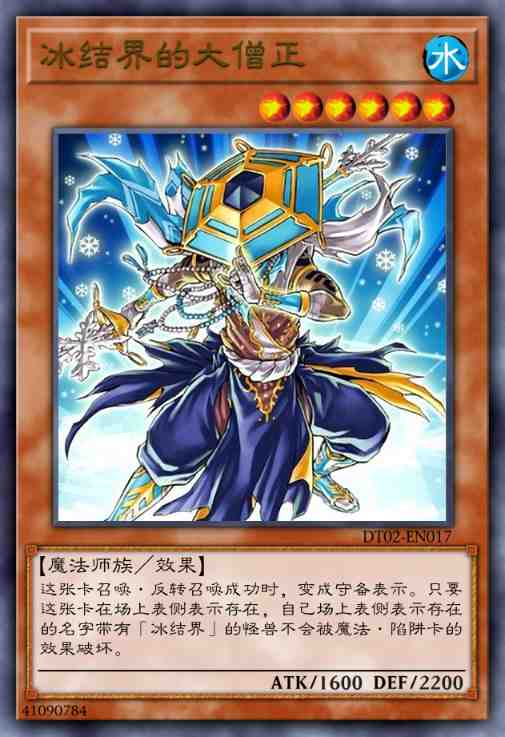 冰结界的大僧正
水
DT02-EN017
【魔法师族／效果】
这张卡召唤·反转召唤成功时，变成守备表示。只要
这张卡在场上表侧表示存在，自己场上表侧表示存在
的名字带有「冰结界」的怪兽不会被魔法·陷阱卡的
效果破坏。
ATK/1600 DEF/2200
41090784